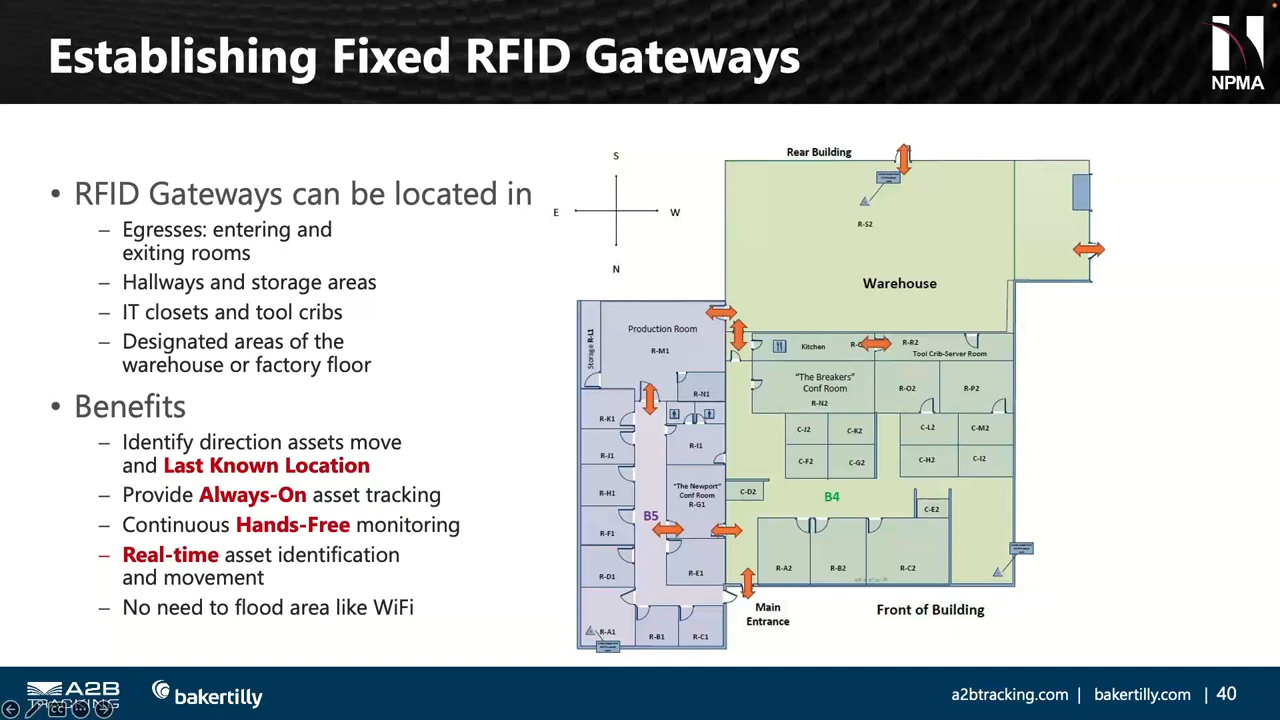 Establishing Fixed RFID Gateways
NPMA
• RFID Gateways can be located in
– Egresses: entering and
exiting rooms
– Hallways and storage areas
– IT closets and tool cribs
– Designated areas of the
warehouse or factory floor
• Benefits
– Identify direction assets move
and Last Known Location
– Provide Always-On asset tracking
– Continuous Hands-Free monitoring
– Real-time asset identification
and movement
– No need to flood area like WiFi
S
E
W
N
Rear Building
R-S2
Warehouse
Production Room
R-M1
Storage R-L1
Kitchen
R-R2
Tool Crib-Server Room
"The Breakers"
Conf Room
R-N2
R-O2
R-P2
R-N1
R-K1
R-I1
R-J1
C-J2
C-K2
C-L2
C-M2
C-F2
C-G2
C-H2
C-I2
R-H1
"The Newport"
Conf Room
R-G1
C-D2
B4
C-E2
B5
R-F1
R-D1
R-E1
R-A2
R-B2
R-C2
R-A1
R-B1
R-C1
Main
Entrance
Front of Building
A2B
TRACKING
bakertilly
a2btracking.com | bakertilly.com | 40